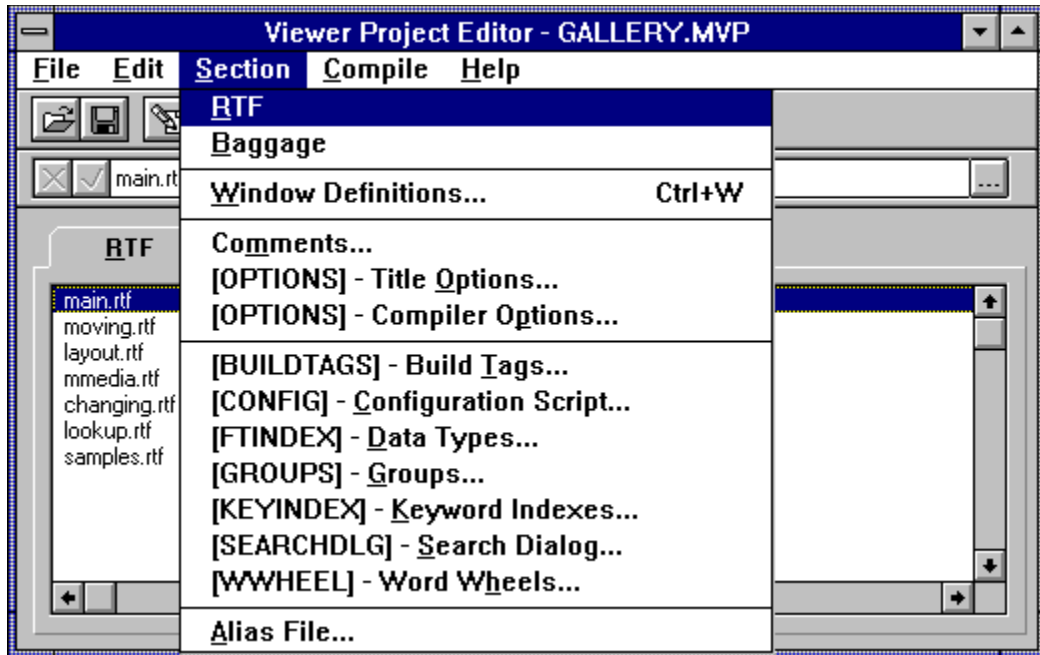 Viewer Project Editor - GALLERY.MVP
File Edit Section Compile Help
RTF
Baggage
main.rt
...
Window Definitions... Ctrl+W
RTF
Comments...
[OPTIONS] - Title Options...
[OPTIONS] - Compiler Options...
main.rtf
moving.rtf
layout.rtf
mmedia.rtf
changing.rtf
lookup.rtf
samples.rtf
[BUILDTAGS] - Build Tags...
[CONFIG] - Configuration Script...
[FTINDEX] - Data Types...
[GROUPS] - Groups...
[KEYINDEX] - Keyword Indexes...
[SEARCHDLG] - Search Dialog...
[WWHEEL] - Word Wheels...
Alias File...